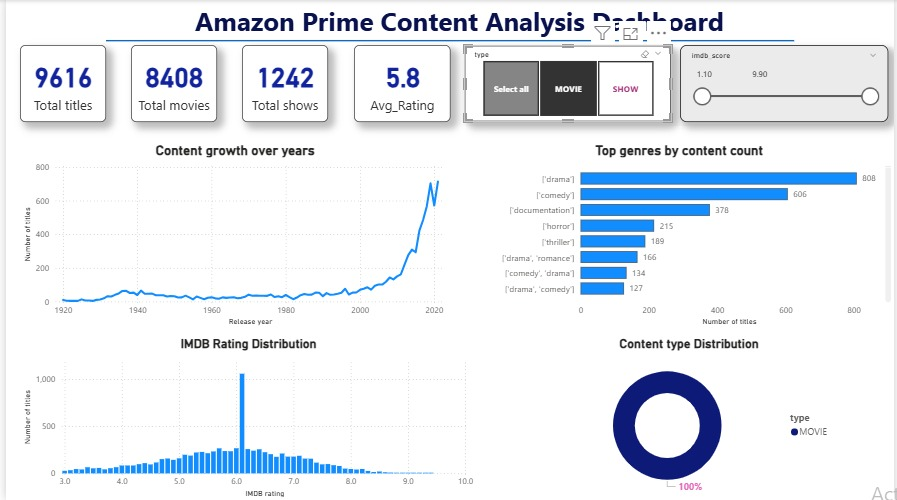 Amazon Prime Content Analysis Dashboard
9616
Total titles
8408
Total movies
1242
Total shows
5.8
Avg_Rating
type
Select all
MOVIE
SHOW
imdb_score
1.10
9.90
Content growth over years
Number of titles
800
600
400
200
0
1920
1940
1960
1980
2000
2020
Release year
Top genres by content count
['drama']
808
['comedy']
606
['documentation']
378
['horror']
215
['thriller']
189
['drama', 'romance']
166
['comedy', 'drama']
134
['drama', 'comedy']
127
0
200
400
600
800
Number of titles
IMDB Rating Distribution
Number of titles
1,000
500
0
3.0
4.0
5.0
6.0
7.0
8.0
9.0
10.0
IMDB rating
Content type Distribution
100%
type
MOVIE